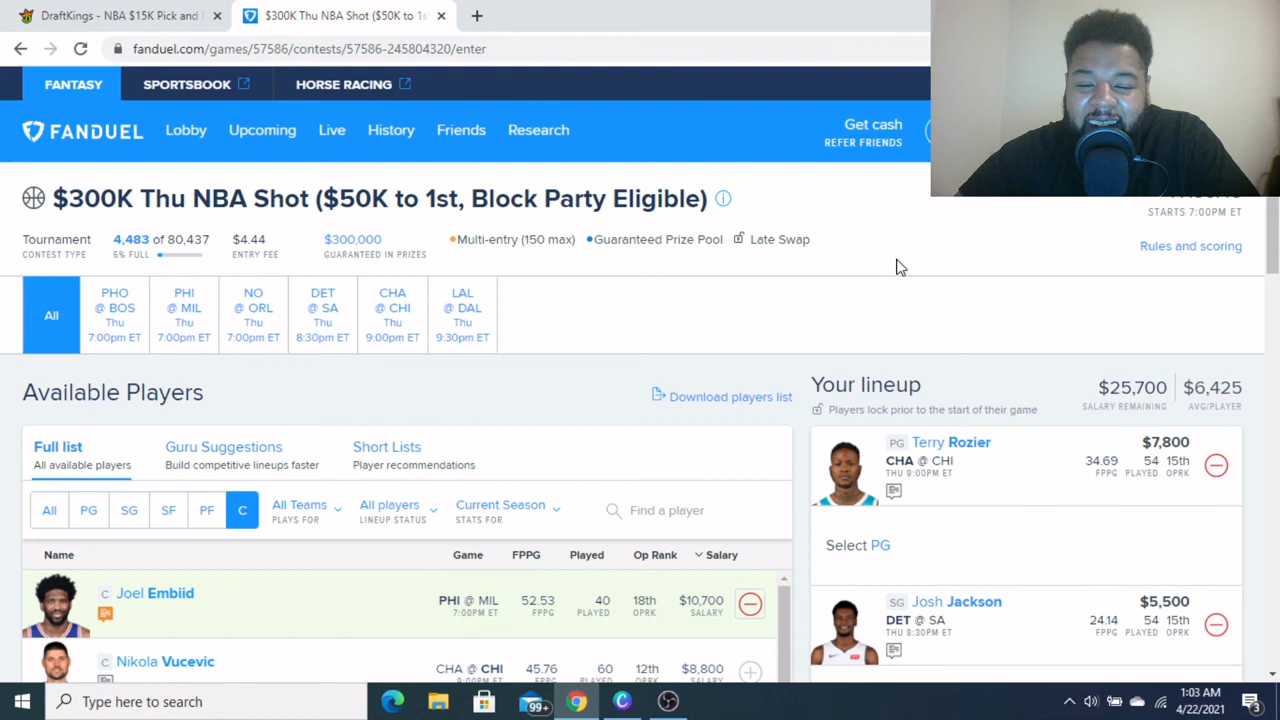 DraftKings - NBA $15K Pick and
$300K Thu NBA Shot ($50K to 1st
fanduel.com/games/57586/contests/57586-245804320/enter
FANTASY SPORTSBOOK HORSE RACING
FANDUEL Lobby Upcoming Live History Friends Research Get cash
REFER FRIENDS
$300K Thu NBA Shot ($50K to 1st, Block Party Eligible)
STARTS 7:00PM ET
Tournament 4,483 of 80,437 $4.44 $300,000 Multi-entry (150 max) Guaranteed Prize Pool Late Swap Rules and scoring
CONTEST TYPE 5% FULL ENTRY FEE GUARANTEED IN PRIZES
All
PHO @ BOS Thu 7:00pm ET
PHI @ MIL Thu 7:00pm ET
NO @ ORL Thu 7:00pm ET
DET @ SA Thu 8:30pm ET
CHA @ CHI Thu 9:00pm ET
LAL @ DAL Thu 9:30pm ET
Available Players Download players list
Full list Guru Suggestions Short Lists
All available players Build competitive lineups faster Player recommendations
All PG SG SF PF C All Teams All players Current Season Find a player
PLAYS FOR LINEUP STATUS STATS FOR
Name Game FPPG Played Op Rank Salary
C Joel Embiid PHI @ MIL 52.53 40 18th $10,700
7:00PM ET FPPG PLAYED OPRK SALARY
C Nikola Vucevic CHA @ CHI 45.76 60 12th $8,800
Your lineup $25,700 $6,425
Players lock prior to the start of their game SALARY REMAINING AVG/PLAYER
PG Terry Rozier $7,800
CHA @ CHI 34.69 54 15th
THU 9:00PM ET FPPG PLAYED OPRK
Select PG
SG Josh Jackson $5,500
DET @ SA 24.14 54 15th
THU 8:30PM ET FPPG PLAYED OPRK
Type here to search
99+
1:03 AM
4/22/2021
3